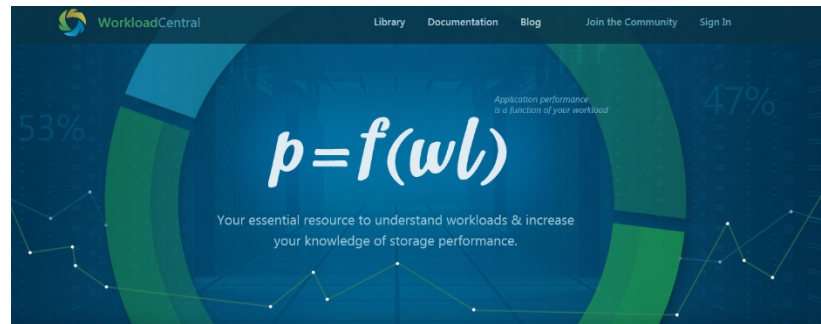 WorkloadCentral
Library Documentation Blog Join the Community Sign In
53%
47%
Application performance
is a function of your workload
p=f(wl)
Your essential resource to understand workloads & increase
your knowledge of storage performance.